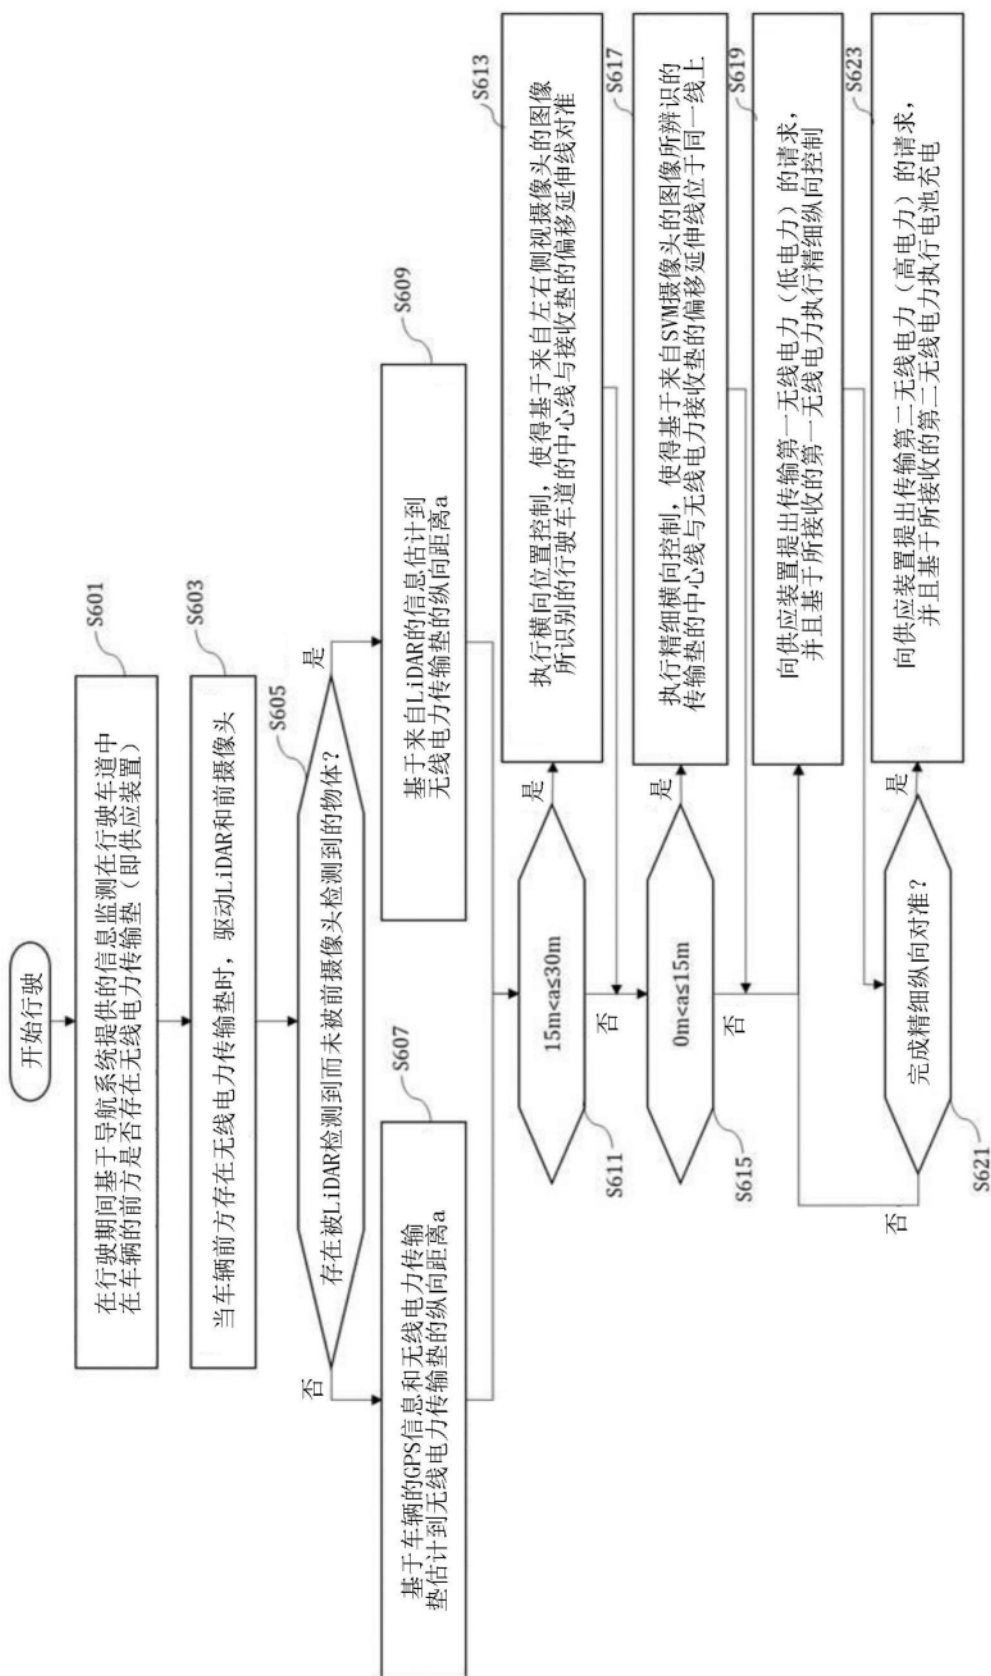 开始行驶
S601
在行驶期间基于导航系统提供的信息监测在行驶车道中
在车辆的前方是否存在无线电力传输垫（即供应装置）
S603
当车辆前方存在无线电力传输垫时，驱动LiDAR和前摄像头
S605
存在被LiDAR检测到而未被前摄像头检测到的物体？
否
是
S607
基于车辆的GPS信息和无线电力传输
垫估计到无线电力传输垫的纵向距离a
S609
基于来自LiDAR的信息估计到
无线电力传输垫的纵向距离a
S611
15m<a≤30m
是
否
S613
执行横向位置控制，使得基于来自左右侧视摄像头的图像
所识别的行驶车道的中心线与接收垫的偏移延伸线对准
S615
0m<a≤15m
是
否
S617
执行精细横向控制，使得基于来自SVM摄像头的图像所辨识的
传输垫的中心线与无线电力接收垫的偏移延伸线位于同一线上
S619
向供应装置提出传输第一无线电力（低电力）的请求，
并且基于所接收的第一无线电力执行精细纵向控制
S621
完成精细纵向对准？
否
是
S623
向供应装置提出传输第二无线电力（高电力）的请求，
并且基于所接收的第二无线电力执行电池充电